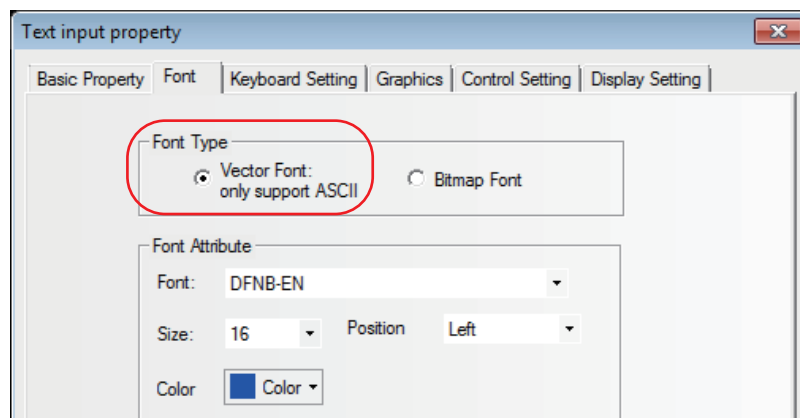 Text input property
Basic Property Font Keyboard Setting Graphics Control Setting Display Setting
Font Type
Vector Font:
only support ASCII
Bitmap Font
Font Attribute
Font: DFNB-EN
Size: 16 Position Left
Color Color